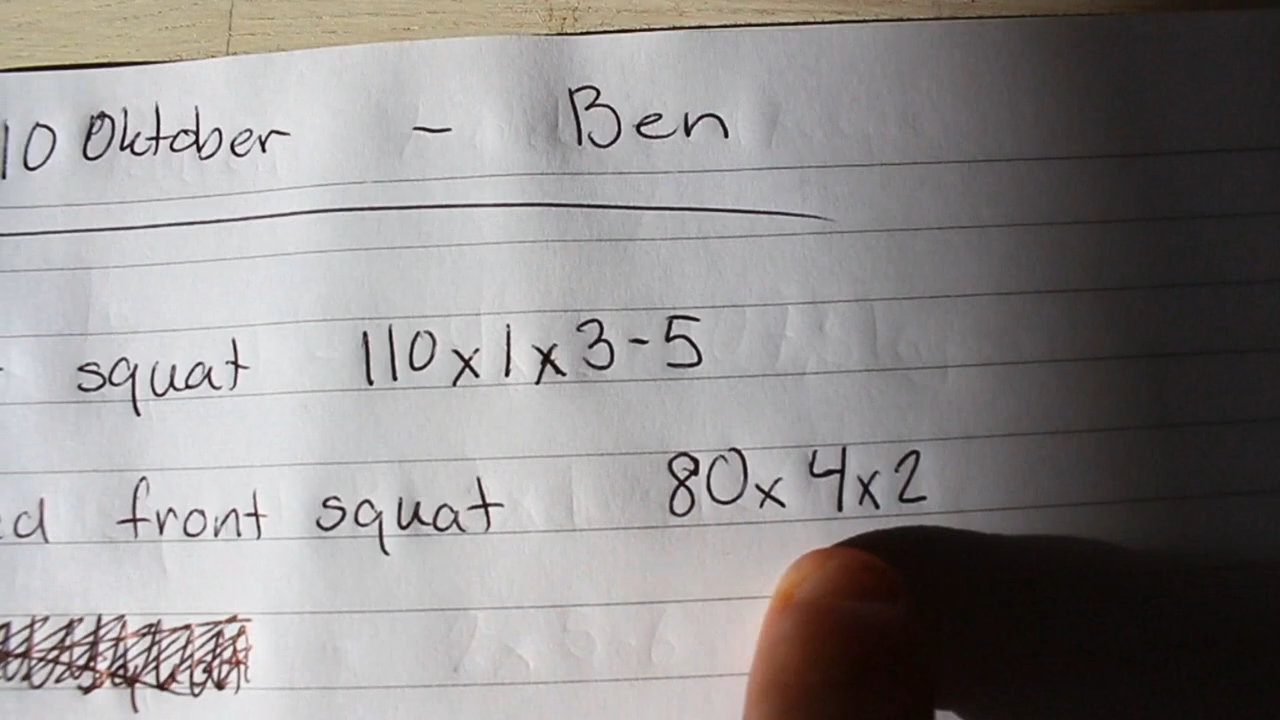 10 Oktober - Ben
squat 110x1x3-5
front squat 80x4x2